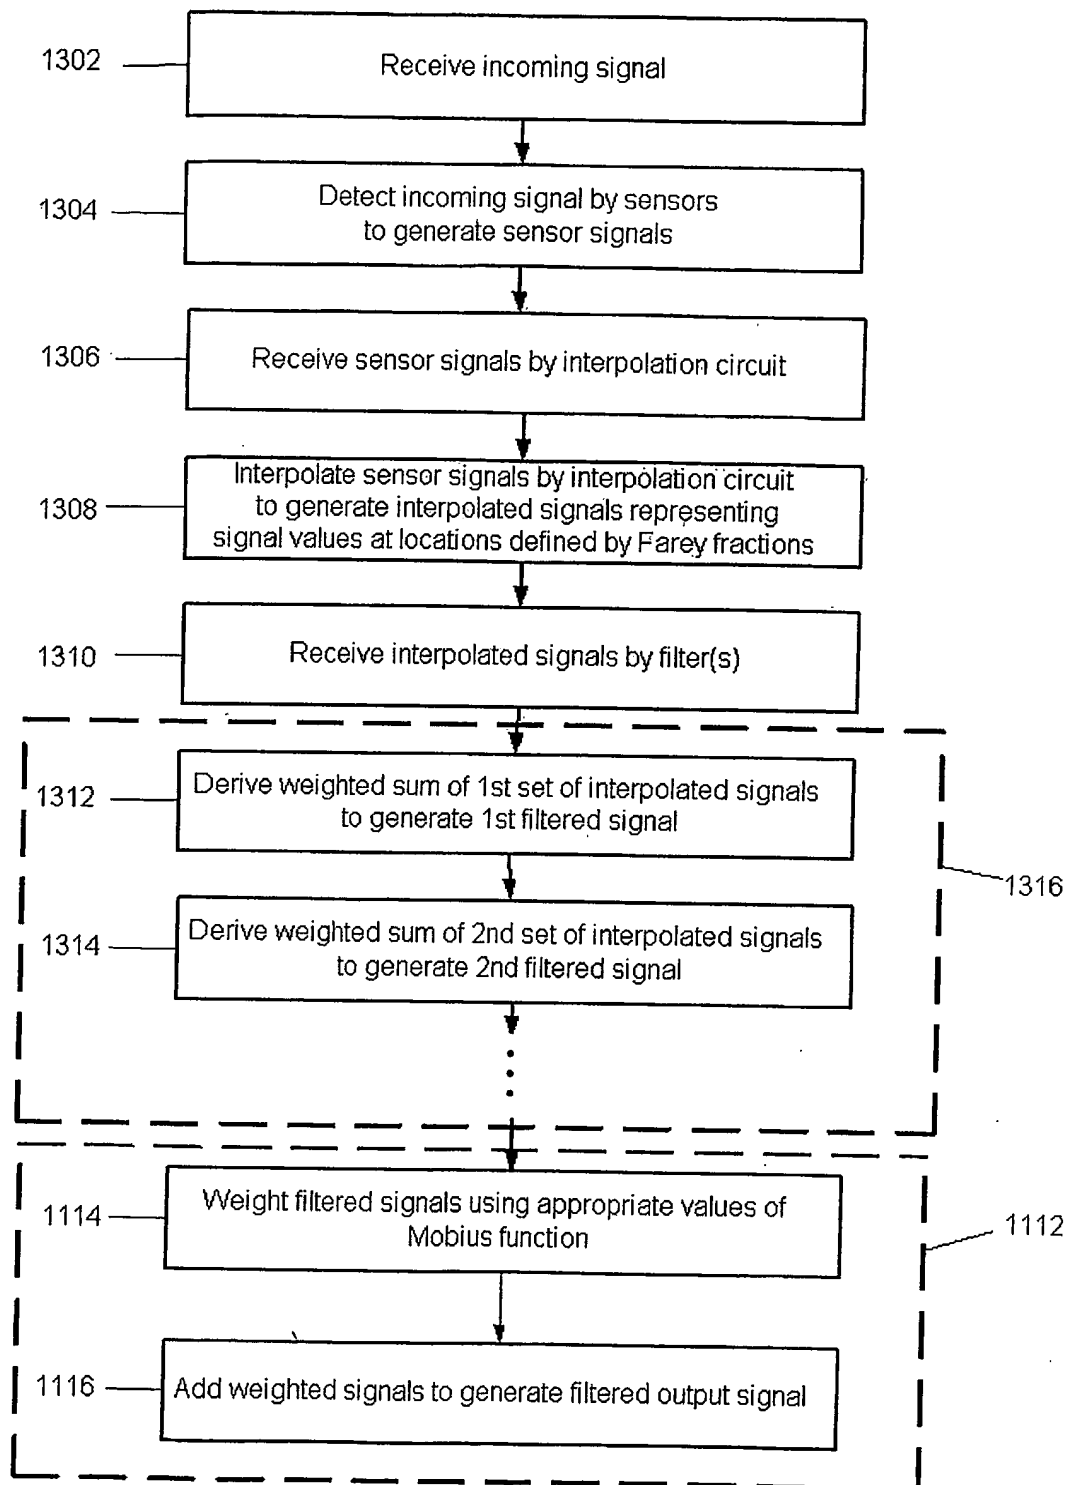 1302
Receive incoming signal
1304
Detect incoming signal by sensors
to generate sensor signals
1306
Receive sensor signals by interpolation circuit
1308
Interpolate sensor signals by interpolation circuit
to generate interpolated signals representing
signal values at locations defined by Farey fractions
1310
Receive interpolated signals by filter(s)
1312
Derive weighted sum of 1st set of interpolated signals
to generate 1st filtered signal
1316
1314
Derive weighted sum of 2nd set of interpolated signals
to generate 2nd filtered signal
1114
Weight filtered signals using appropriate values of
Mobius function
1112
1116
Add weighted signals to generate filtered output signal